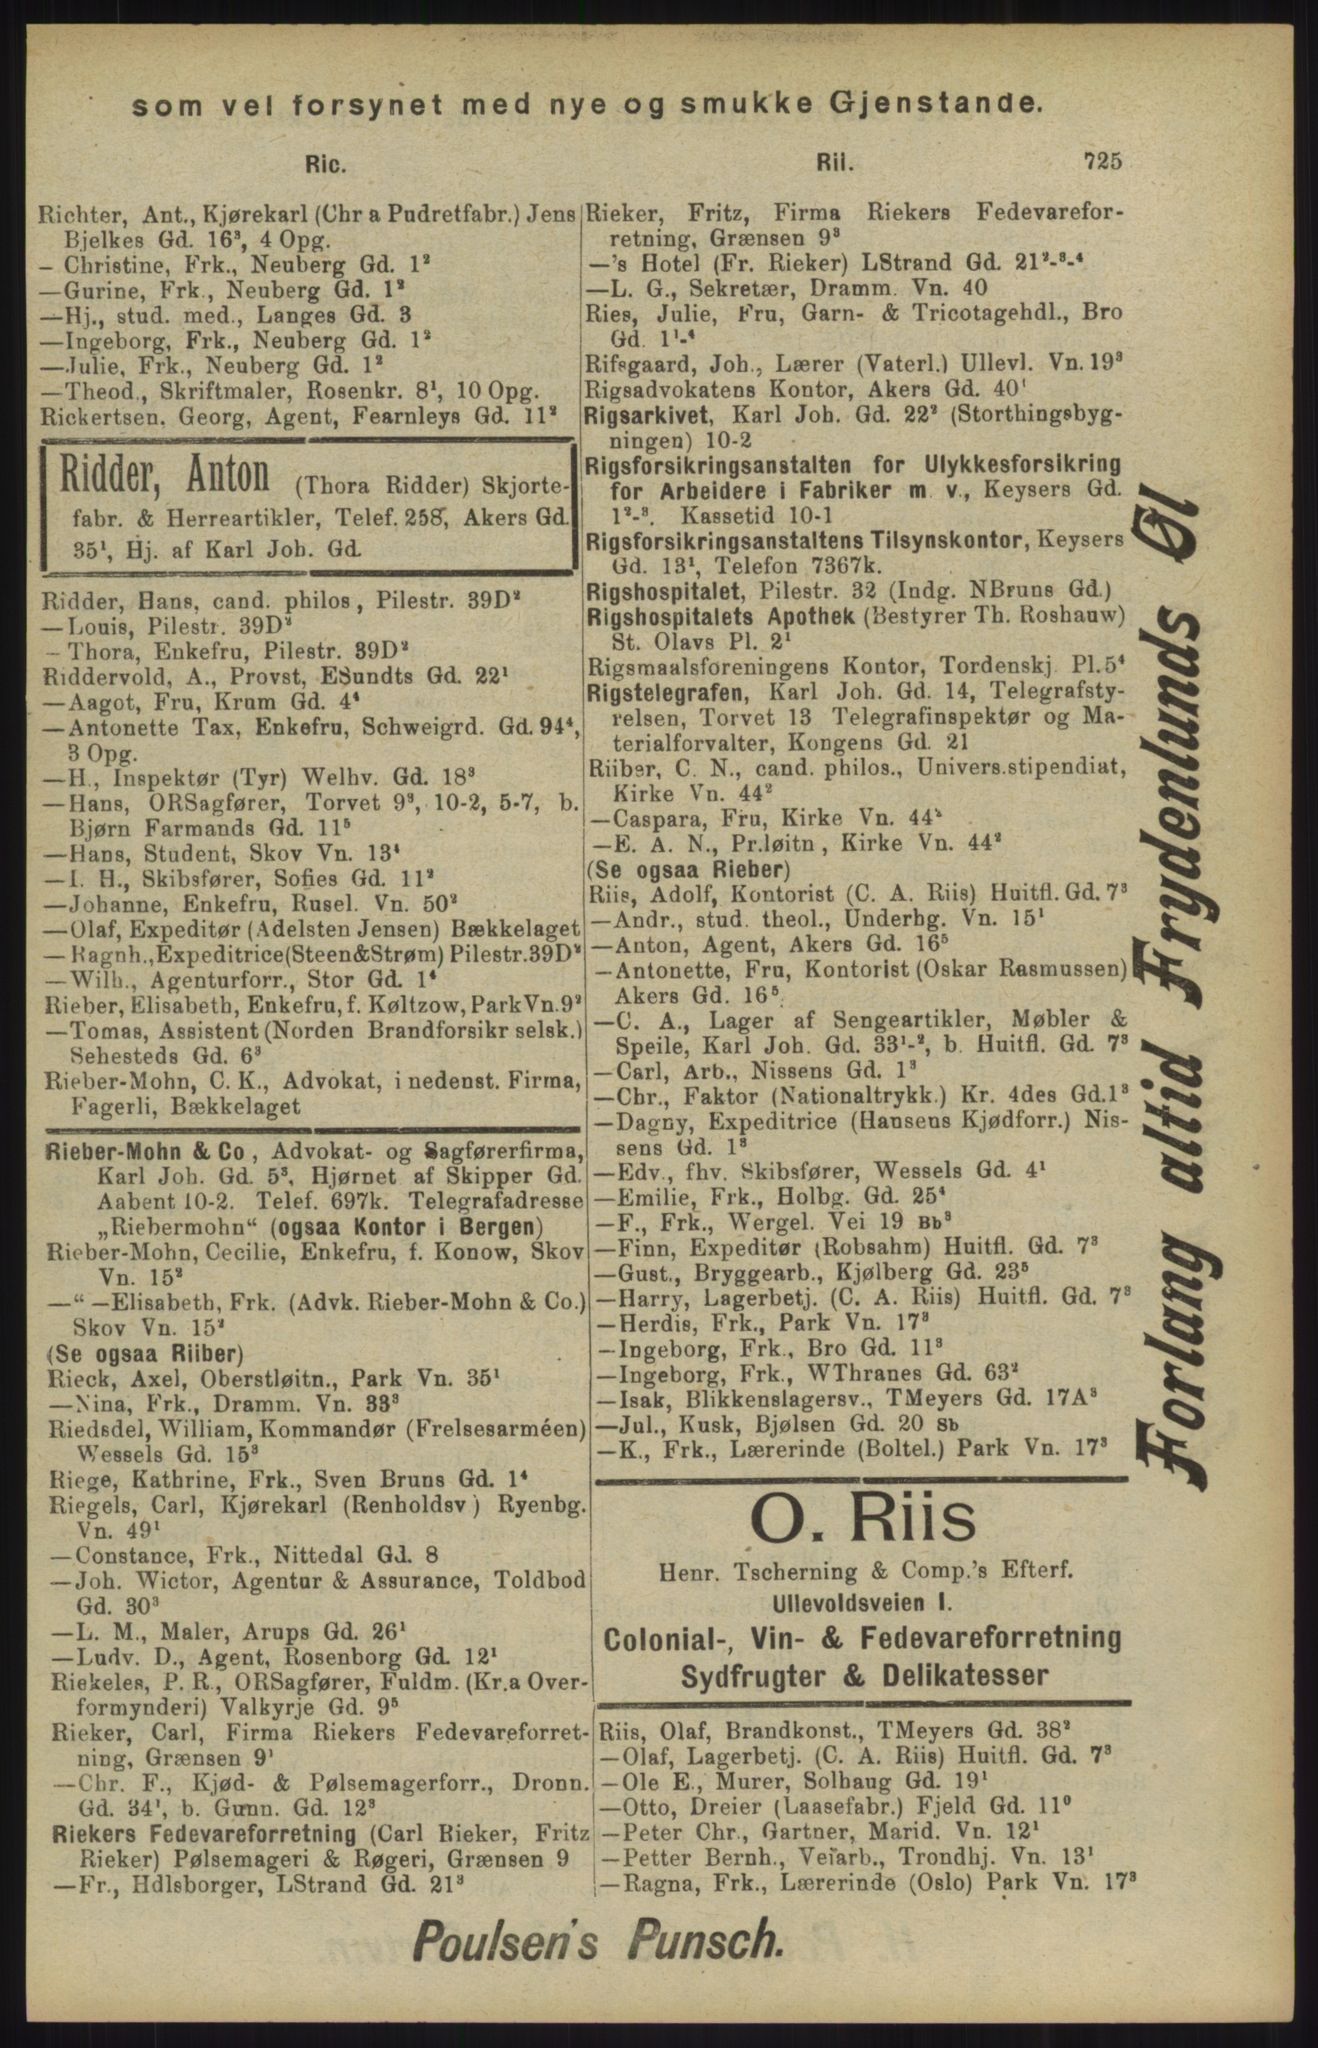 som vel forsynet med nye og smukke Gjenstande.
Ric.
Richter, Ant., Kjørekarl (Chr a Pudretfabr.) Jens
Bjelkes Gd. 16³, 4 Opg.
- Christine, Frk., Neuberg Gd. 1²
—Gurine, Frk., Neuberg Gd. 1²
—Hj., stud. med., Langes Gd. 3
—Ingeborg, Frk., Neuberg Gd. 1²
—Julie, Frk., Neuberg Gd. 1²
—Theod., Skriftmaler, Rosenkr. 8¹, 10 Opg.
Rickertsen, Georg, Agent, Fearnleys Gd. 11²
Ridder, Anton (Thora Ridder) Skjorte-
fabr. & Herreartikler, Telef. 258, Akers Gd.
35¹, Hj. af Karl Joh. Gd.
Ridder, Hans, cand. philos, Pilestr. 39D²
—Louis, Pilestr. 39D²
- Thora, Enkefru, Pilestr. 39D²
Riddervold, A., Provst, ESundts Gd. 22¹
—Aagot, Fru, Krum Gd. 4⁴
—Antonette Tax, Enkefru, Schweigrd. Gd. 94⁴,
3 Opg.
—H., Inspektør (Tyr) Welhv. Gd. 18³
—Hans, ORSagfører, Torvet 9³, 10-2, 5-7, b.
Bjørn Farmands Gd. 11⁵
—Hans, Student, Skov Vn. 13⁴
—I. H., Skibsfører, Sofies Gd. 11²
—Johanne, Enkefru, Rusel. Vn. 50²
—Olaf, Expeditør (Adelsten Jensen) Bækkelaget
—Ragnh., Expeditrice (Steen&Strøm) Pilestr. 39D²
—Wilh., Agenturforr., Stor Gd. 1⁴
Rieber, Elisabeth, Enkefru, f. Køltzow, Park Vn. 9²
—Tomas, Assistent (Norden Brandforsikr selsk.)
Sehesteds Gd. 6³
Rieber-Mohn, C. K., Advokat, i nedenst. Firma,
Fagerli, Bækkelaget
Rieber-Mohn & Co, Advokat- og Sagførerfirma,
Karl Joh. Gd. 5³, Hjørnet af Skipper Gd.
Aabent 10-2. Telef. 697k. Telegrafadresse
„Riebermohn“ (ogsaa Kontor i Bergen)
Rieber-Mohn, Cecilie, Enkefru, f. Konow, Skov
Vn. 15²
—“ —Elisabeth, Frk. (Advk. Rieber-Mohn & Co.)
Skov Vn. 15²
(Se ogsaa Riiber)
Rieck, Axel, Oberstløitn., Park Vn. 35¹
—Nina, Frk., Dramm. Vn. 33³
Riedsdel, William, Kommandør (Frelsesarméen)
Wessels Gd. 15³
Riege, Kathrine, Frk., Sven Bruns Gd. 1⁴
Riegels, Carl, Kjørekarl (Renholdsv) Ryenbg.
Vn. 49¹
—Constance, Frk., Nittedal Gd. 8
—Joh. Wictor, Agentur & Assurance, Toldbod
Gd. 30³
—L. M., Maler, Arups Gd. 26¹
—Ludv. D., Agent, Rosenborg Gd. 12¹
Riekeles, P. R., ORSagfører, Fuldm. (Kr.a Over-
formynderi) Valkyrje Gd. 9⁵
Rieker, Carl, Firma Riekers Fedevareforret-
ning, Grænsen 9¹
—Chr. F., Kjød- & Pølsemagerforr., Dronn.
Gd. 34¹, b. Gunn. Gd. 12³
Riekers Fedevareforretning (Carl Rieker, Fritz
Rieker) Pølsemageri & Røgeri, Grænsen 9
—Fr., Hdlsborger, LStrand Gd. 21³
Rii. 725
Rieker, Fritz, Firma Riekers Fedevarefor-
retning, Grænsen 9³
—'s Hotel (Fr. Rieker) LStrand Gd. 21²-³-⁴
—L. G., Sekretær, Dramm. Vn. 40
Ries, Julie, Fru, Garn- & Tricotagehdl., Bro
Gd. 1¹-⁴
Rifsgaard, Joh., Lærer (Vaterl.) Ullevl. Vn. 19³
Rigsadvokatens Kontor, Akers Gd. 40¹
Rigsarkivet, Karl Joh. Gd. 22² (Storthingsbyg-
ningen) 10-2
Rigsforsikringsanstalten for Ulykkesforsikring
for Arbeidere i Fabriker m v., Keysers Gd.
1²-³. Kassetid 10-1
Rigsforsikringsanstaltens Tilsynskontor, Keysers
Gd. 13¹, Telefon 7367k.
Rigshospitalet, Pilestr. 32 (Indg. NBruns Gd.)
Rigshospitalets Apothek (Bestyrer Th. Roshauw)
St. Olavs Pl. 2¹
Rigsmaalsforeningens Kontor, Tordenskj Pl. 5⁴
Rigstelegrafen, Karl Joh. Gd. 14, Telegrafsty-
relsen, Torvet 13 Telegrafinspektør og Ma-
terialforvalter, Kongens Gd. 21
Riiber, C. N., cand. philos., Univers.stipendiat,
Kirke Vn. 44²
—Caspara, Fru, Kirke Vn. 44²
—E. A. N., Pr.løitn, Kirke Vn. 44²
(Se ogsaa Rieber)
Riis, Adolf, Kontorist (C. A. Riis) Huitfl. Gd. 7³
—Andr., stud. theol., Underhg. Vn. 15¹
—Anton, Agent, Akers Gd. 16⁵
—Antonette, Fru, Kontorist (Oskar Rasmussen)
Akers Gd. 16⁵
—C. A., Lager af Sengeartikler, Møbler &
Speile, Karl Joh. Gd. 33¹-², b. Huitfl. Gd. 7³
—Carl, Arb., Nissens Gd. 1³
—Chr., Faktor (Nationaltrykk.) Kr. 4des Gd. 1³
—Dagny, Expeditrice (Hansens Kjødforr.) Nis-
sens Gd. 1³
—Edv., fhv. Skibsfører, Wessels Gd. 4¹
—Emilie, Frk., Holbg. Gd. 25⁴
—F., Frk., Wergel. Vei 19 Bb³
—Finn, Expeditør (Robsahm) Huitfl. Gd. 7³
—Gust., Bryggearb., Kjølberg Gd. 23⁵
—Harry, Lagerbetj. (C. A. Riis) Huitfl. Gd. 7³
—Herdis, Frk., Park Vn. 17³
—Ingeborg, Frk., Bro Gd. 11³
—Ingeborg, Frk., WThranes Gd. 63²
—Isak, Blikkenslagersv., TMeyers Gd. 17A³
—Jul., Kusk, Bjølsen Gd. 20 Sb
—K., Frk., Lærerinde (Boltel.) Park Vn. 17³
O. Riis
Henr. Tscherning & Comp.'s Efterf.
Ullevoldsveien 1.
Colonial-, Vin- & Fedevareforretning
Sydfrugter & Delikatesser
Riis, Olaf, Brandkonst., TMeyers Gd. 38²
—Olaf, Lagerbetj. (C. A. Riis) Huitfl. Gd. 7³
—Ole E., Murer, Solhaug Gd. 19¹
—Otto, Dreier (Laasefabr.) Fjeld Gd. 11⁰
—Peter Chr., Gartner, Marid. Vn. 12¹
—Petter Bernh., Veiarb., Trondhj. Vn. 13¹
—Ragna, Frk., Lærerinde (Oslo) Park Vn. 17³
Forlang altid Frydenlunds Øl
Poulsen's Punsch.